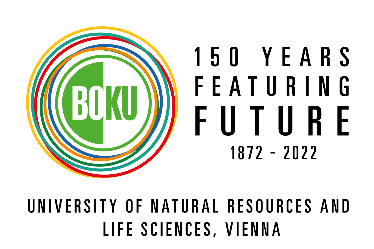 BOKU
150 YEARS
FEATURING
FUTURE
1872 - 2022
UNIVERSITY OF NATURAL RESOURCES AND
LIFE SCIENCES, VIENNA